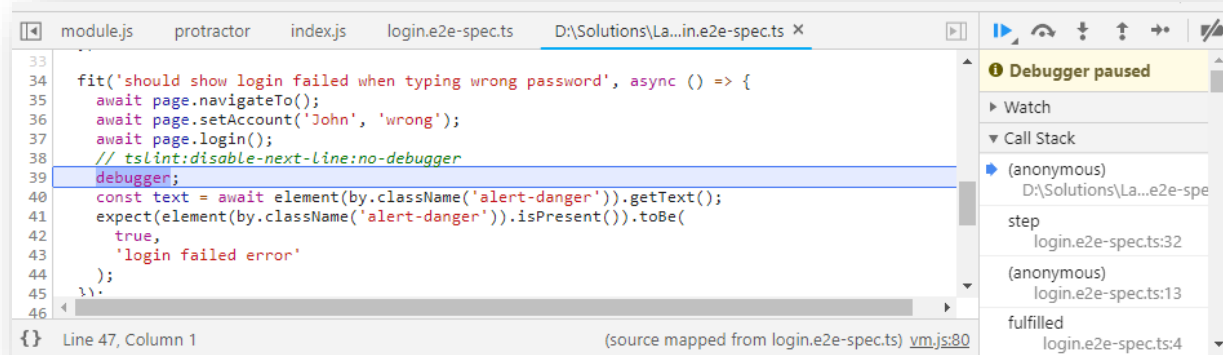 module.js protractor index.js login.e2e-spec.ts D:\Solutions\La...in.e2e-spec.ts ×
33
34 fit('should show login failed when typing wrong password', async () => {
35 await page.navigateTo();
36 await page.setAccount('John', 'wrong');
37 await page.login();
38 // tslint:disable-next-line:no-debugger
39 debugger;
40 const text = await element(by.className('alert-danger')).getText();
41 expect(element(by.className('alert-danger').isPresent()).toBe(
42 true,
43 'login failed error'
44 );
45 });
46
{} Line 47, Column 1 (source mapped from login.e2e-spec.ts) vm.js:80
Debugger paused
Watch
Call Stack
(anonymous)
D:\Solutions\La...e2e-spe
step
login.e2e-spec.ts:32
(anonymous)
login.e2e-spec.ts:13
fulfilled
login.e2e-spec.ts:4